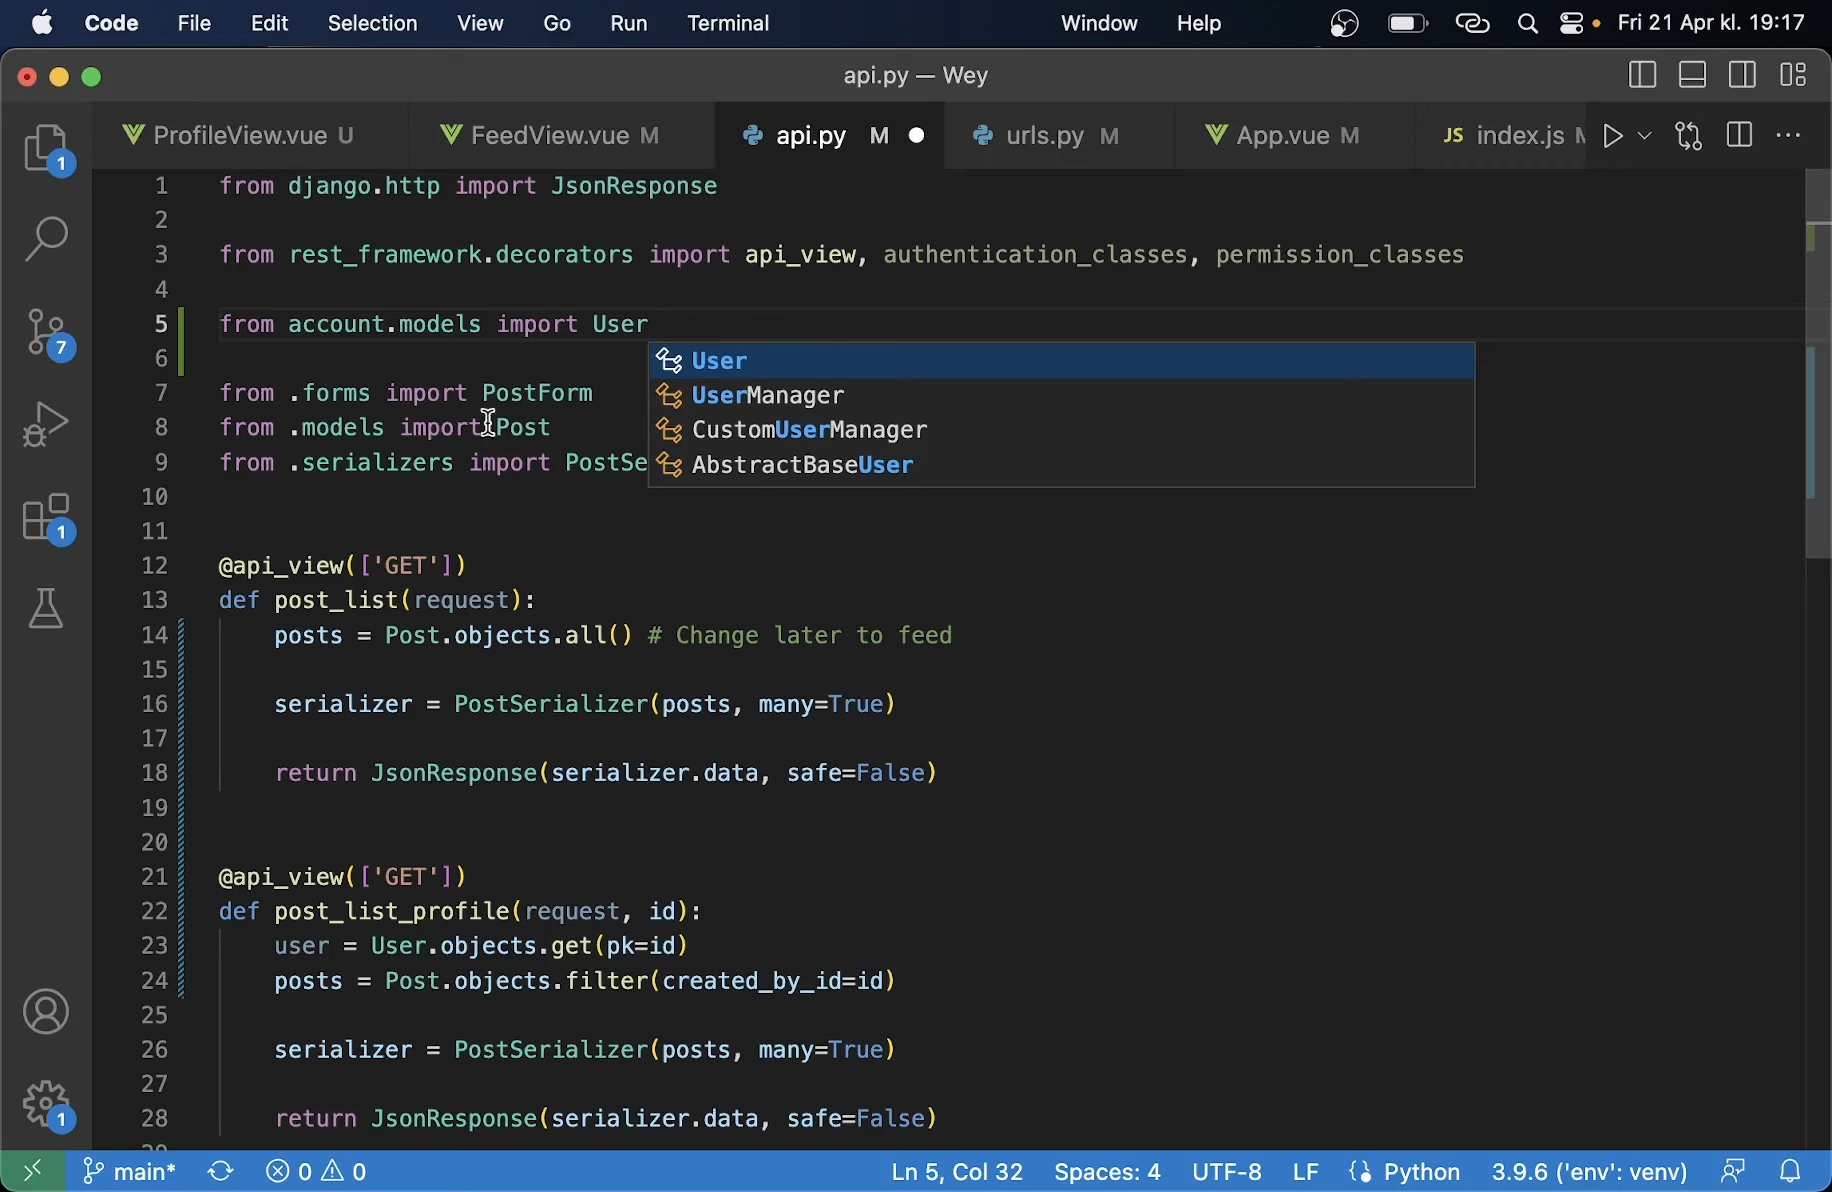 Code File Edit Selection View Go Run Terminal Window Help Fri 21 Apr kl. 19:17
api.py — Wey
ProfileView.vue U FeedView.vue M api.py M urls.py M App.vue M JS index.js
1 from django.http import JsonResponse
2
3 from rest_framework.decorators import api_view, authentication_classes, permission_classes
4
5 from account.models import User
6
User
UserManager
CustomUserManager
AbstractBaseUser
7 from .forms import PostForm
8 from .models import Post
9 from .serializers import PostSe
10
11
12 @api_view(['GET'])
13 def post_list(request):
14 posts = Post.objects.all() # Change later to feed
15
16 serializer = PostSerializer(posts, many=True)
17
18 return JsonResponse(serializer.data, safe=False)
19
20
21 @api_view(['GET'])
22 def post_list_profile(request, id):
23 user = User.objects.get(pk=id)
24 posts = Post.objects.filter(created_by_id=id)
25
26 serializer = PostSerializer(posts, many=True)
27
28 return JsonResponse(serializer.data, safe=False)
1
7
1
1
main* 0 0 Ln 5, Col 32 Spaces: 4 UTF-8 LF Python 3.9.6 ('env': venv)